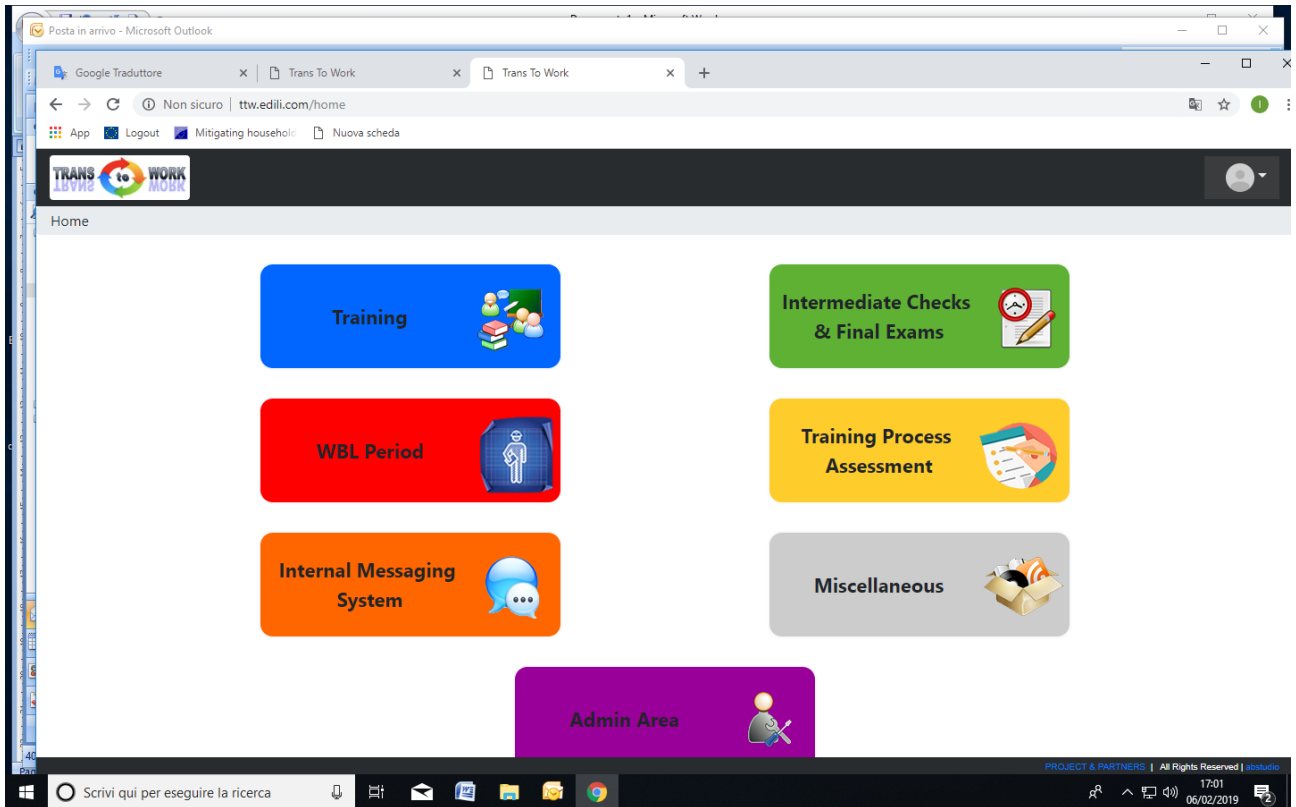 Posta in arrivo - Microsoft Outlook
Google Traduttore
Trans To Work
Trans To Work
Non sicuro | ttw.edili.com/home
App
Logout
Mitigating househol
Nuova scheda
TRANS to WORK
Home
Training
Intermediate Checks
& Final Exams
WBL Period
Training Process
Assessment
Internal Messaging
System
Miscellaneous
Admin Area
PROJECT & PARTNERS | All Rights Reserved | abstudio
Scrivi qui per eseguire la ricerca
17:01
06/02/2019
2